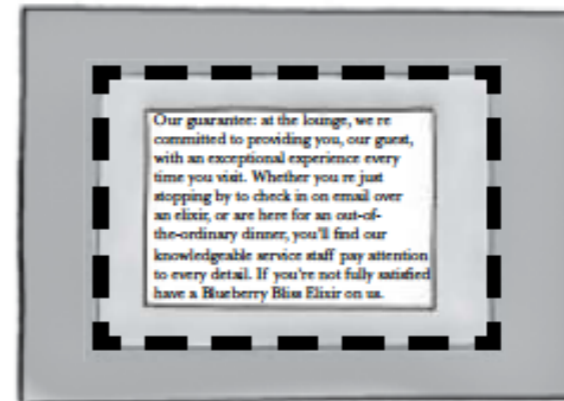 Our guarantee: at the lounge, we re
committed to providing you, our guest,
with an exceptional experience every
time you visit. Whether you re just
stopping by to check in on email over
an elixir, or are here for an out-of-
the-ordinary dinner, you'll find our
knowledgeable service staff pay attention
to every detail. If you're not fully satisfied
have a Blueberry Bliss Elixir on us.